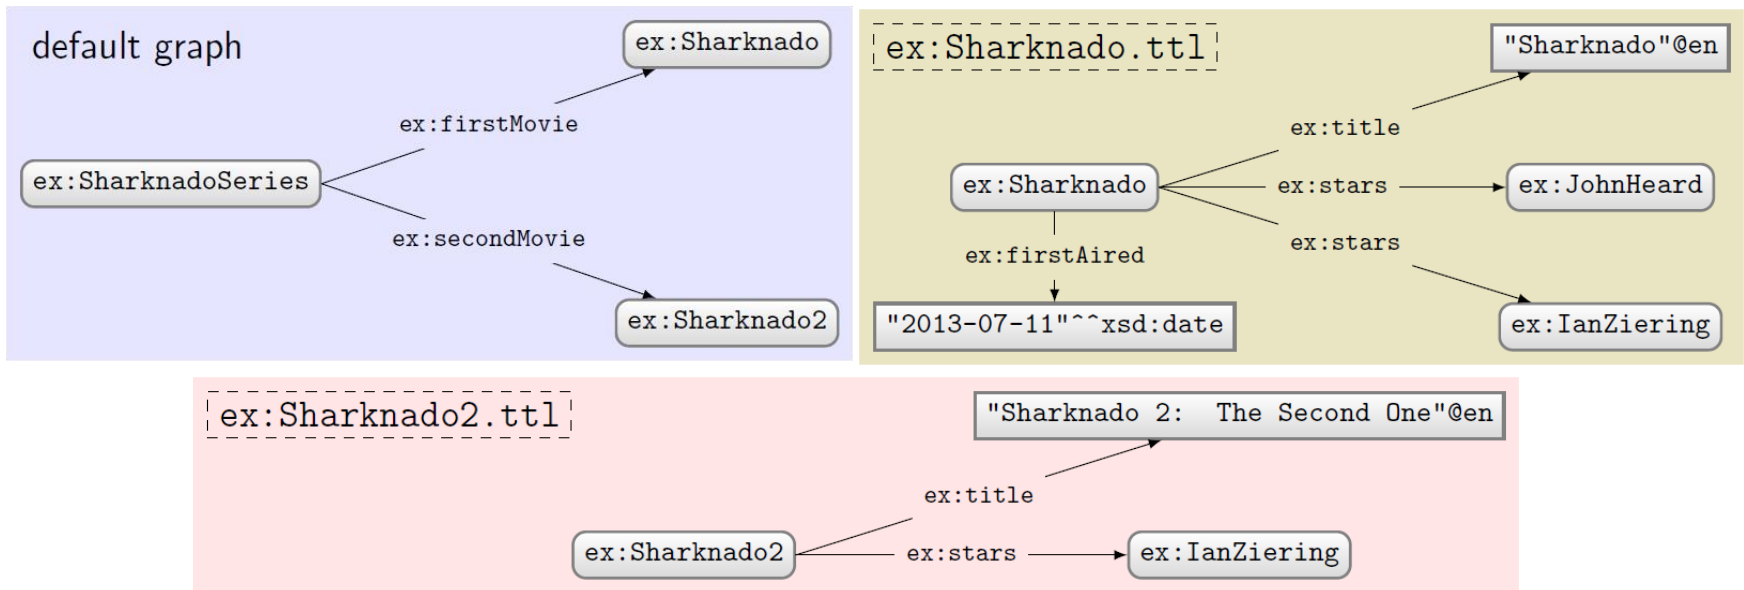 default graph
ex:Sharknado
ex:firstMovie
ex:SharknadoSeries
ex:secondMovie
ex:Sharknado2
ex:Sharknado.ttl
"Sharknado"@en
ex:title
ex:Sharknado
ex:stars
ex:JohnHeard
ex:stars
ex:firstAired
"2013-07-11"^^xsd:date
ex:IanZiering
ex:Sharknado2.ttl
"Sharknado 2:  The Second One"@en
ex:title
ex:Sharknado2
ex:stars
ex:IanZiering